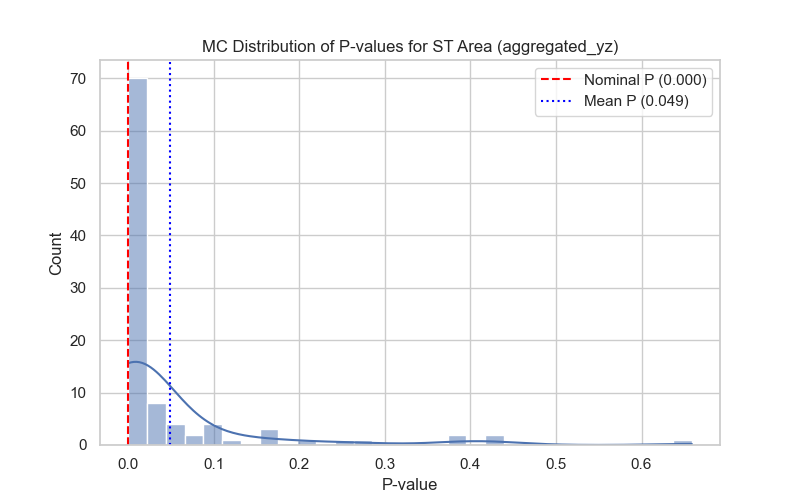 MC Distribution of P-values for ST Area (aggregated_yz)
Nominal P (0.000)
Mean P (0.049)
70
60
50
40
30
20
10
0
Count
0.0 0.1 0.2 0.3 0.4 0.5 0.6
P-value